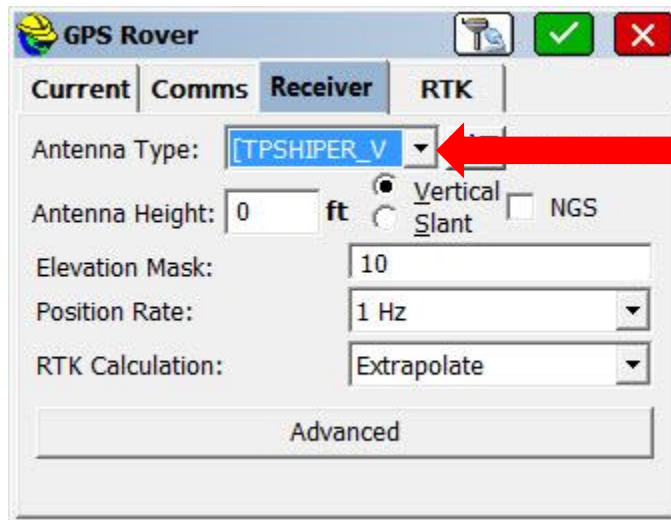 GPS Rover
Current Comms Receiver RTK
Antenna Type: [TPSHIPER_V
Antenna Height: 0 ft Vertical NGS
Slant
Elevation Mask: 10
Position Rate: 1 Hz
RTK Calculation: Extrapolate
Advanced